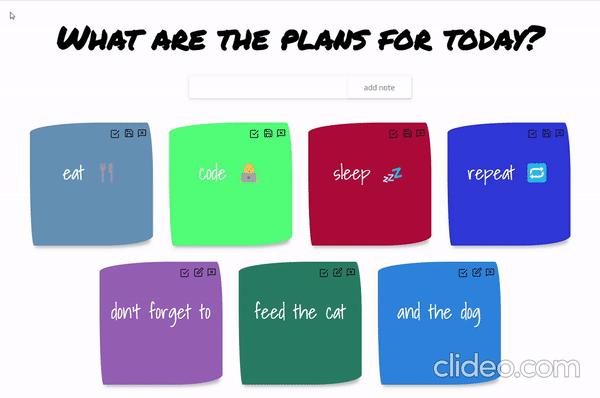 What are the plans for today?
add note
eat 🍴
code 🧑‍💻
sleep 💤
repeat 🔁
don't forget to
feed the cat
and the dog
clideo.com